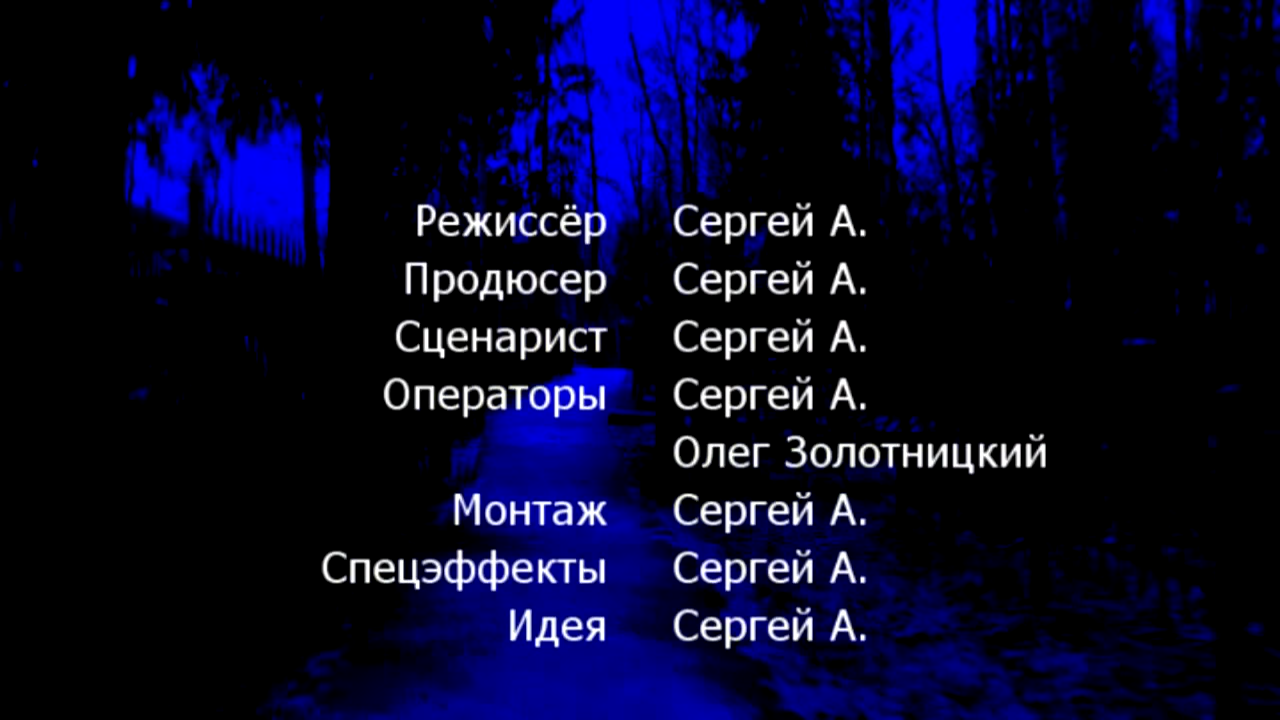 Режиссёр Сергей А.
Продюсер Сергей А.
Сценарист Сергей А.
Операторы Сергей А.
Олег Золотницкий
Монтаж Сергей А.
Спецэффекты Сергей А.
Идея Сергей А.